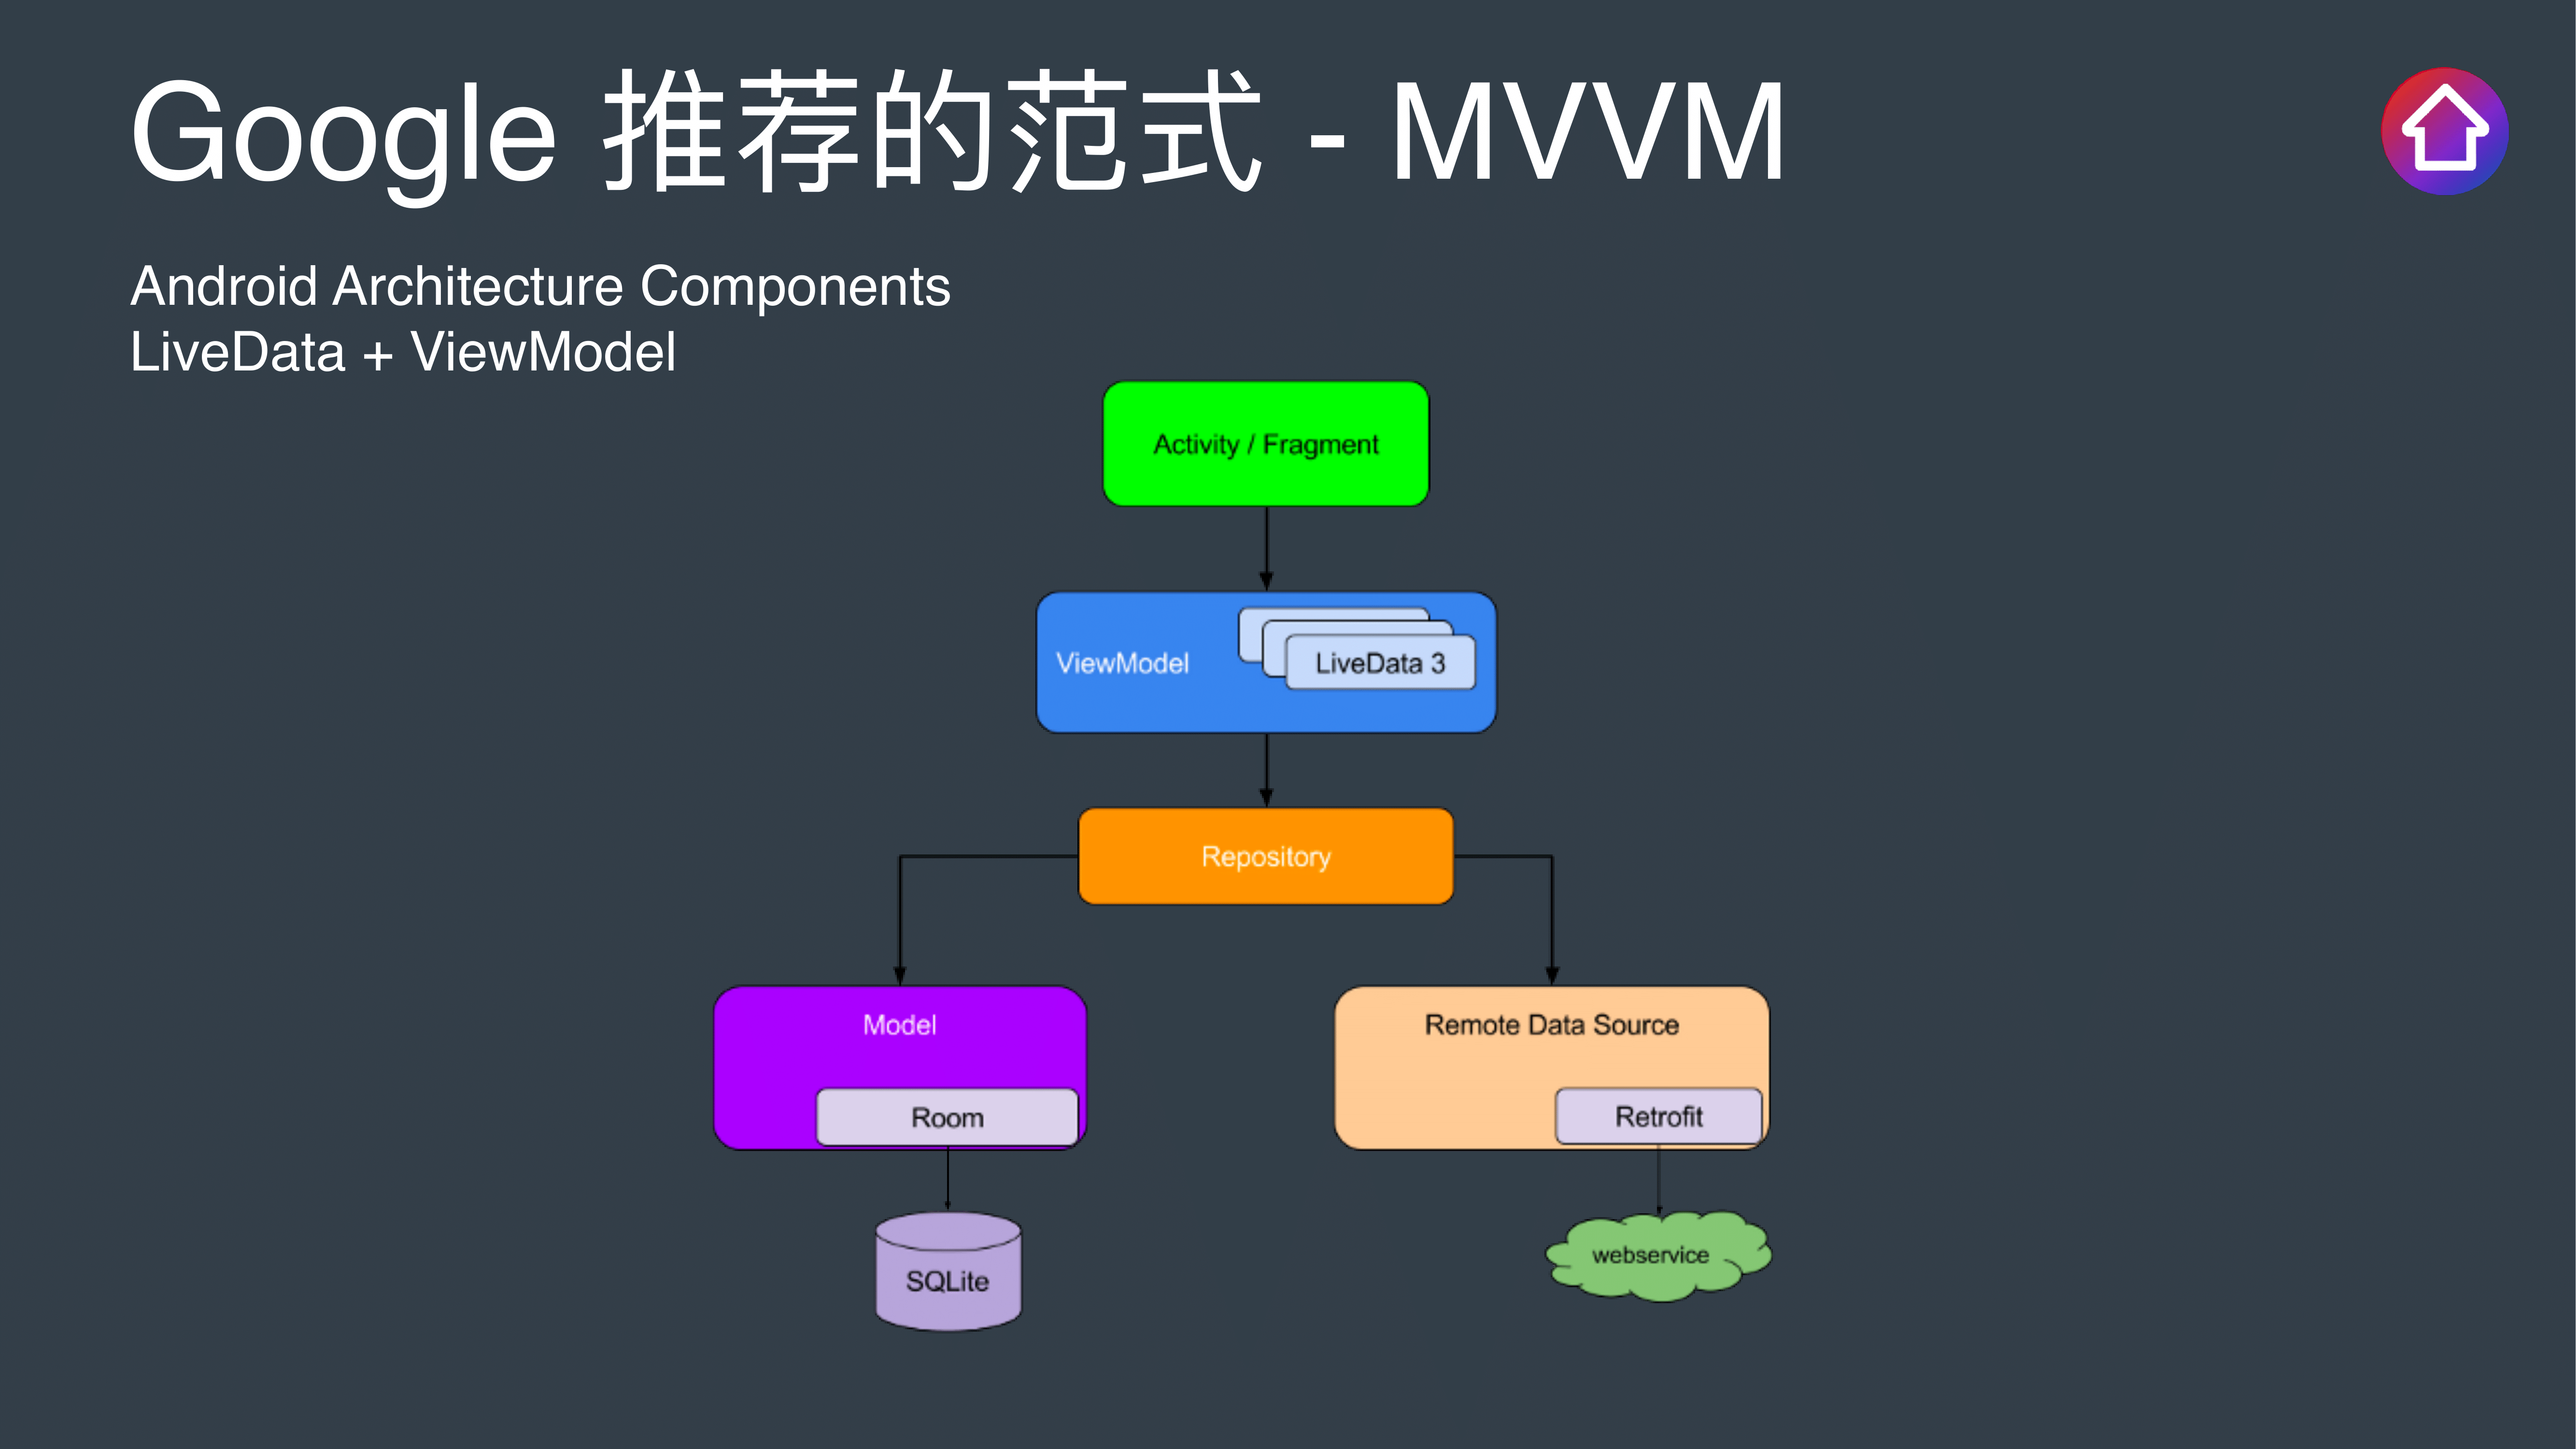 Google 推荐的范式 - MVVM
Android Architecture Components
LiveData + ViewModel
Activity / Fragment
ViewModel
LiveData 3
Repository
Model
Room
SQLite
Remote Data Source
Retrofit
webservice